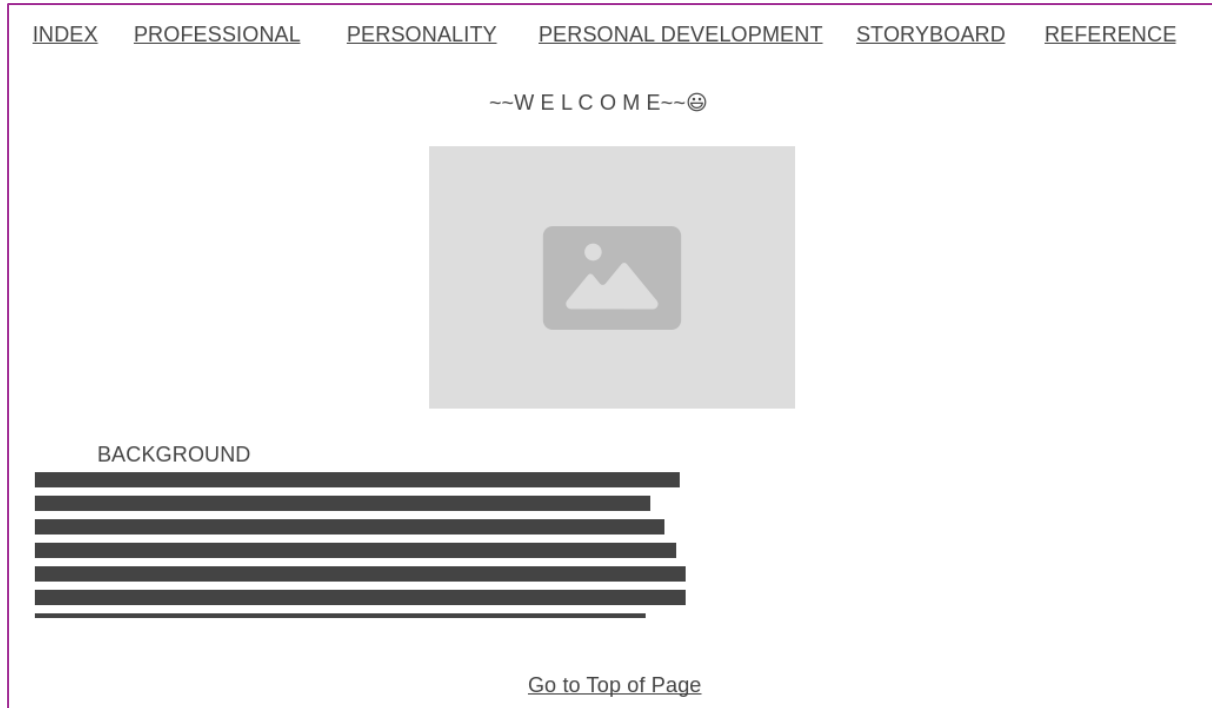 INDEX PROFESSIONAL PERSONALITY PERSONAL DEVELOPMENT STORYBOARD REFERENCE
~~W E L C O M E~~😃
BACKGROUND
Go to Top of Page